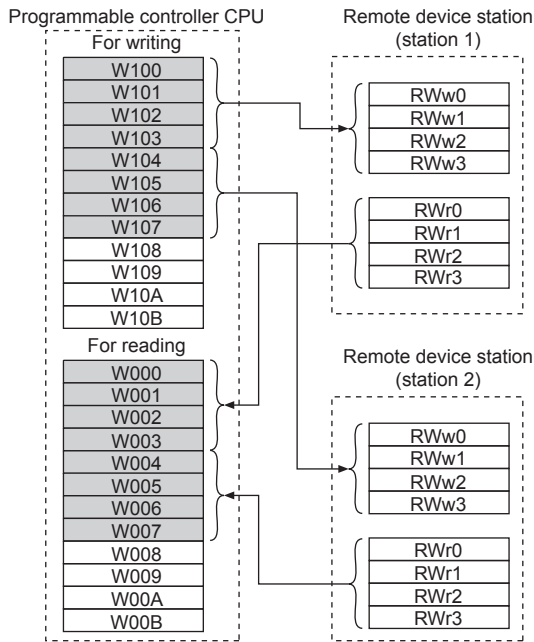 Programmable controller CPU
For writing
W100
W101
W102
W103
W104
W105
W106
W107
W108
W109
W10A
W10B
For reading
W000
W001
W002
W003
W004
W005
W006
W007
W008
W009
W00A
W00B
Remote device station
(station 1)
RWw0
RWw1
RWw2
RWw3
RWr0
RWr1
RWr2
RWr3
Remote device station
(station 2)
RWw0
RWw1
RWw2
RWw3
RWr0
RWr1
RWr2
RWr3